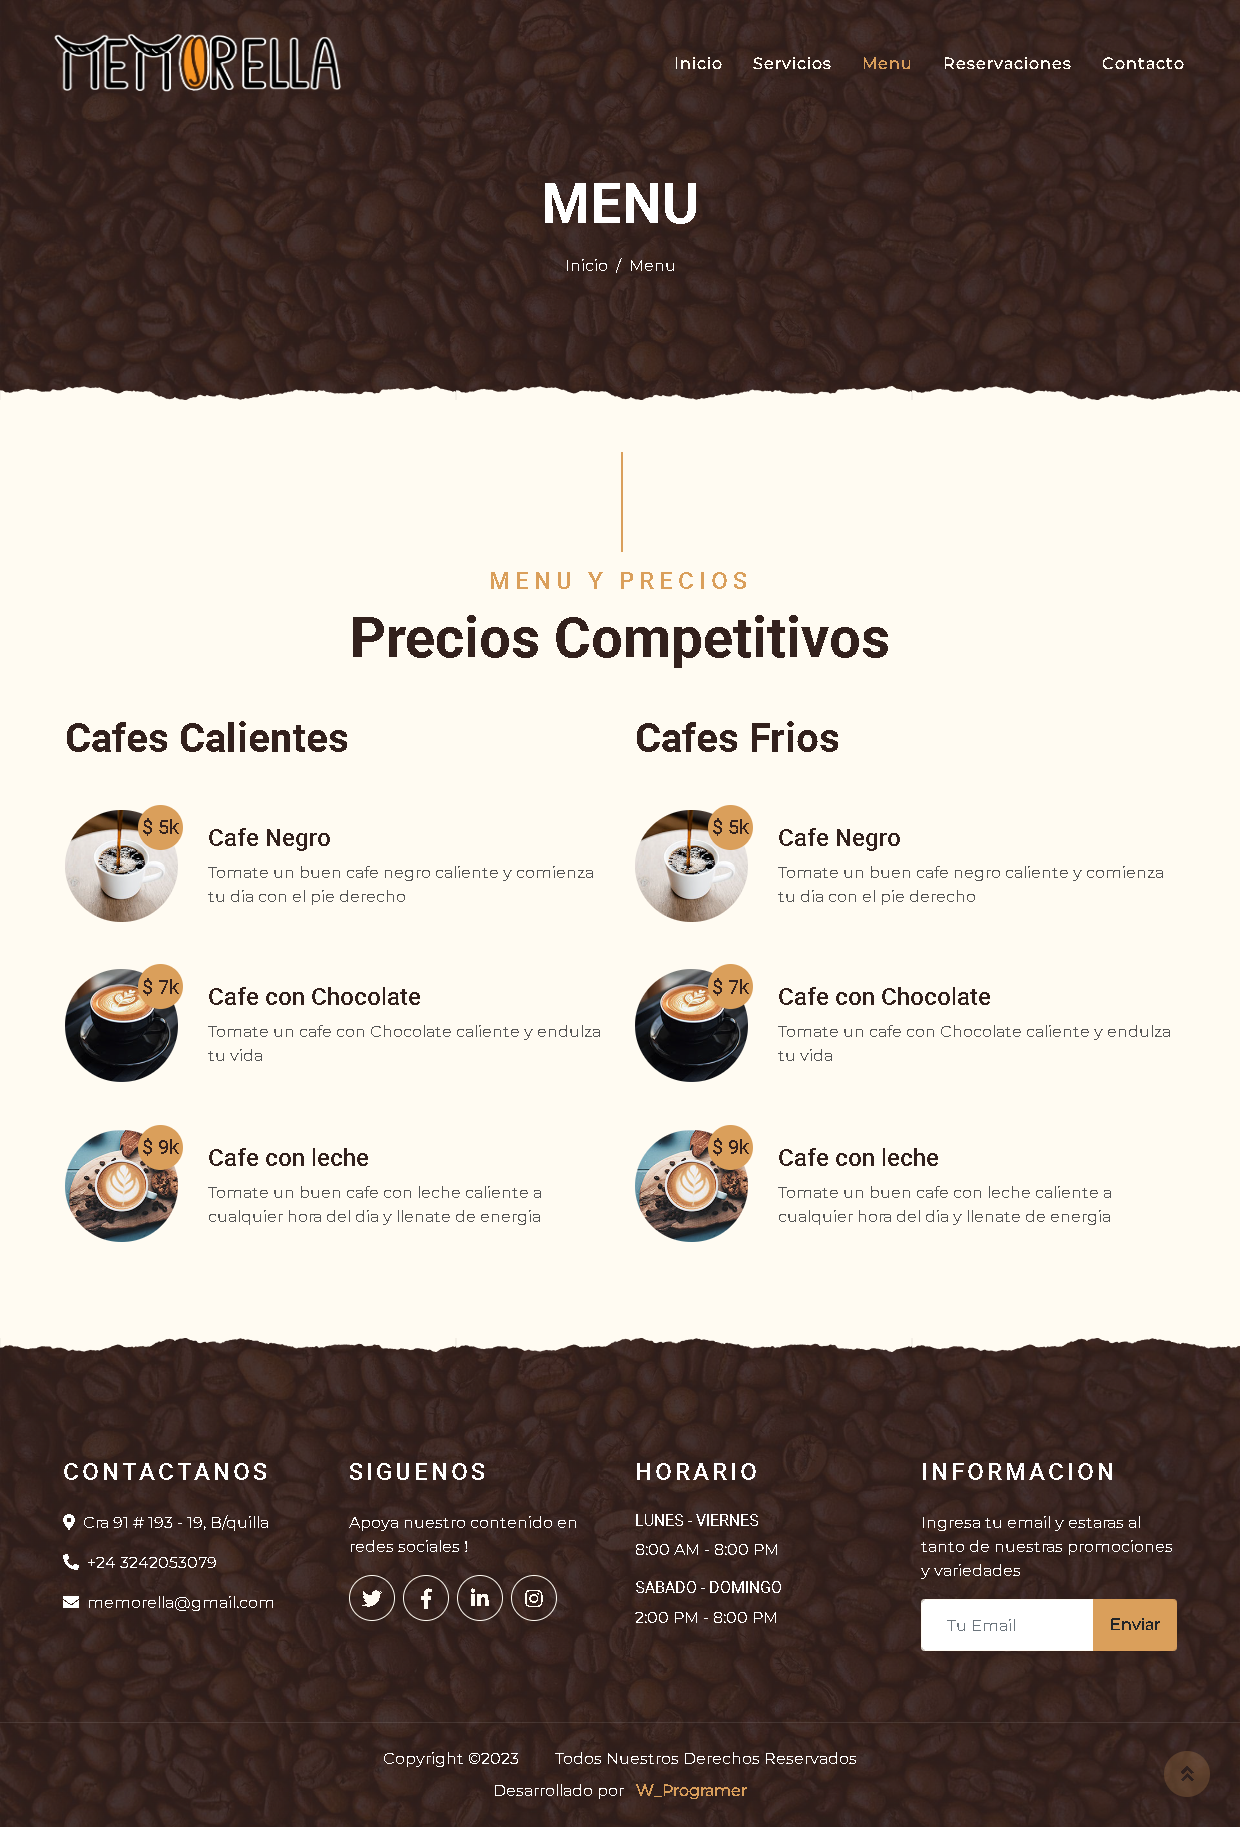 MEMORELLA
Inicio Servicios Menu Reservaciones Contacto
MENU
Inicio / Menu
MENU Y PRECIOS
Precios Competitivos
Cafes Calientes
$ 5k
Cafe Negro
Tomate un buen cafe negro caliente y comienza
tu dia con el pie derecho
$ 7k
Cafe con Chocolate
Tomate un cafe con Chocolate caliente y endulza
tu vida
$ 9k
Cafe con leche
Tomate un buen cafe con leche caliente a
cualquier hora del dia y llenate de energia
Cafes Frios
$ 5k
Cafe Negro
Tomate un buen cafe negro caliente y comienza
tu dia con el pie derecho
$ 7k
Cafe con Chocolate
Tomate un cafe con Chocolate caliente y endulza
tu vida
$ 9k
Cafe con leche
Tomate un buen cafe con leche caliente a
cualquier hora del dia y llenate de energia
CONTACTANOS
Cra 91 # 193 - 19, B/quilla
+24 3242053079
memorella@gmail.com
SIGUENOS
Apoya nuestro contenido en
redes sociales !
HORARIO
LUNES - VIERNES
8:00 AM - 8:00 PM
SABADO - DOMINGO
2:00 PM - 8:00 PM
INFORMACION
Ingresa tu email y estaras al
tanto de nuestras promociones
y variedades
Tu Email
Enviar
Copyright ©2023 Todos Nuestros Derechos Reservados
Desarrollado por W_Programer